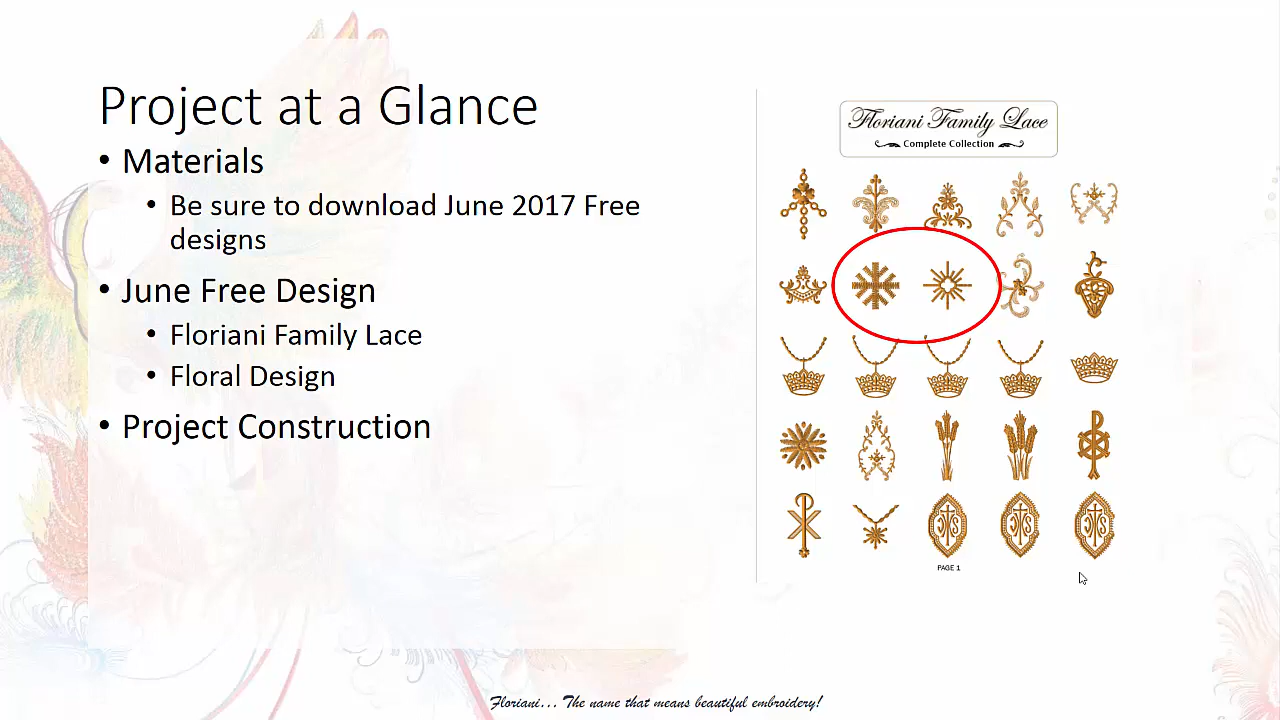 Project at a Glance
• Materials
• Be sure to download June 2017 Free
designs
• June Free Design
• Floriani Family Lace
• Floral Design
• Project Construction
Floriani Family Lace
Complete Collection
PAGE 1
Floriani... The name that means beautiful embroidery!